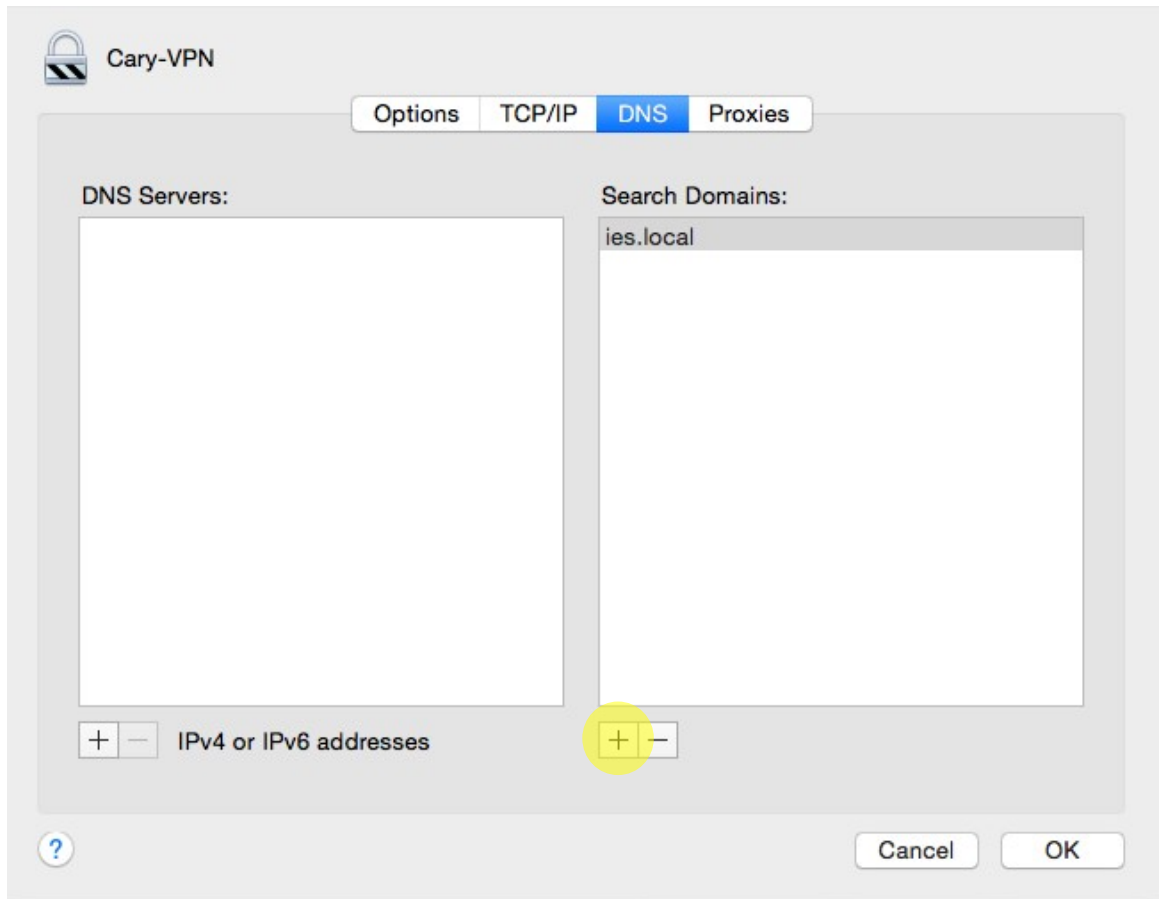 Cary-VPN
Options TCP/IP DNS Proxies
DNS Servers:
Search Domains:
ies.local
+ − IPv4 or IPv6 addresses
+ −
? Cancel OK